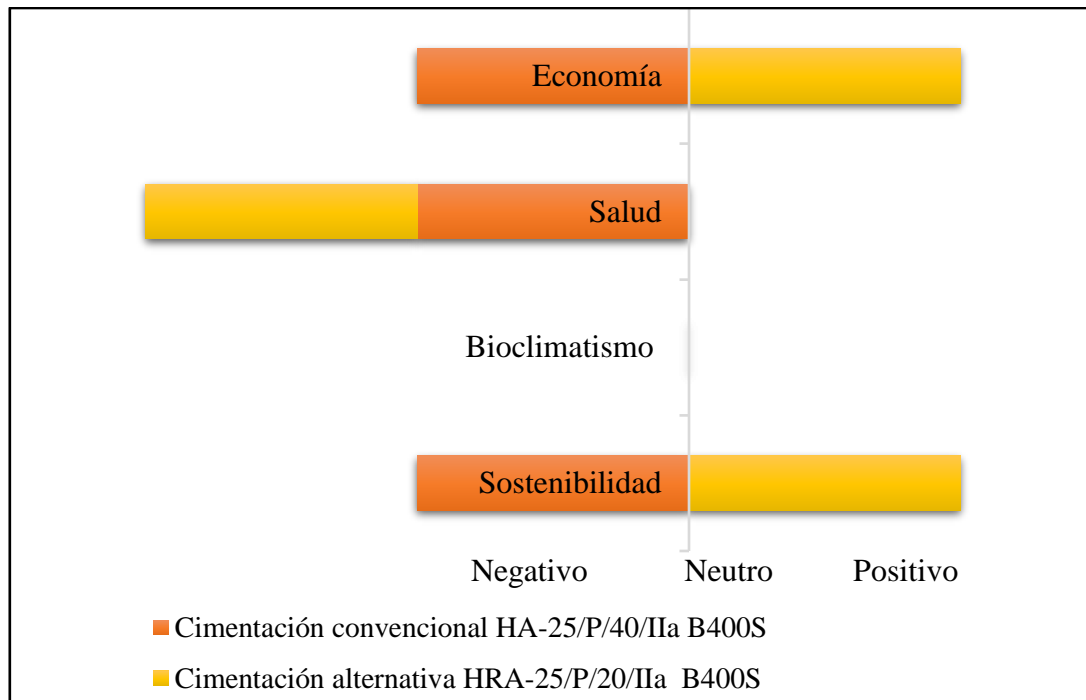 Economía
Salud
Bioclimatismo
Sostenibilidad
Negativo Neutro Positivo
Cimentación convencional HA-25/P/40/IIa B400S
Cimentación alternativa HRA-25/P/20/IIa B400S